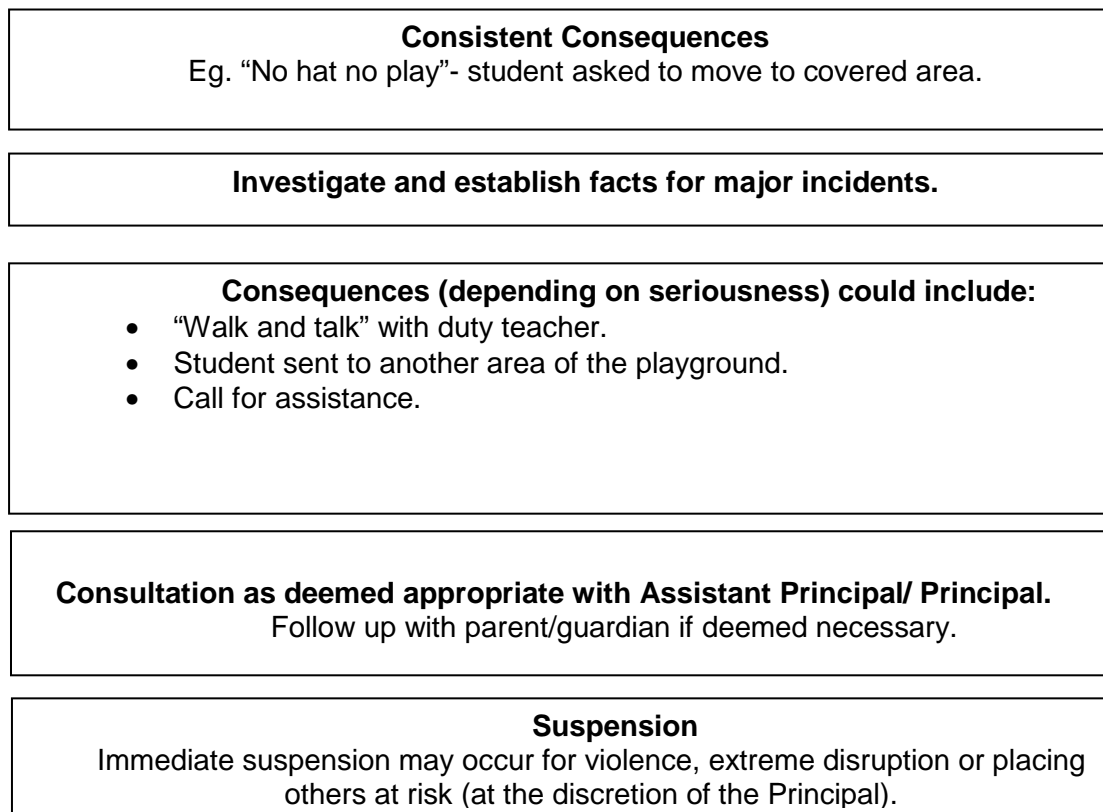 Consistent Consequences
Eg. “No hat no play”- student asked to move to covered area.
Investigate and establish facts for major incidents.
Consequences (depending on seriousness) could include:
• “Walk and talk” with duty teacher.
• Student sent to another area of the playground.
• Call for assistance.
Consultation as deemed appropriate with Assistant Principal/ Principal.
Follow up with parent/guardian if deemed necessary.
Suspension
Immediate suspension may occur for violence, extreme disruption or placing
others at risk (at the discretion of the Principal).